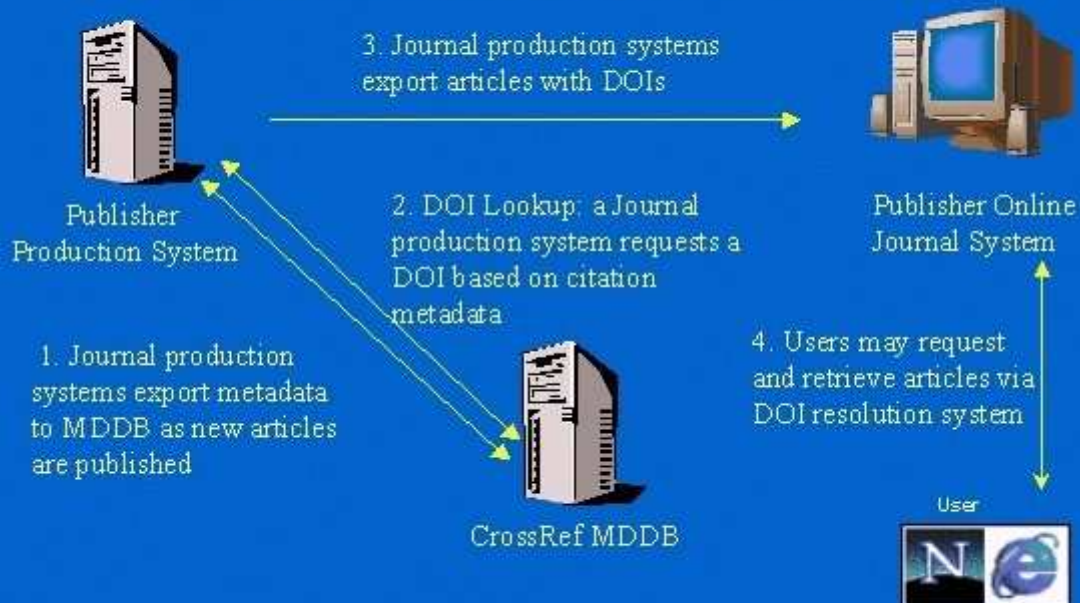 3. Journal production systems
export articles with DOIs
Publisher
Production System
2. DOI Lookup: a Journal
production system requests a
DOI based on citation
metadata
Publisher Online
Journal System
1. Journal production
systems export metadata
to MDDB as new articles
are published
4. Users may request
and retrieve articles via
DOI resolution system
CrossRef MDDB
User
N
e